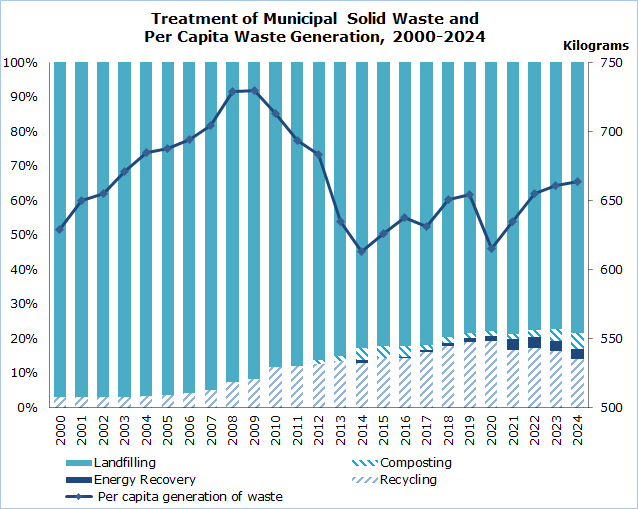 Treatment of Municipal Solid Waste and
Per Capita Waste Generation, 2000-2024
Kilograms
100%
90%
80%
70%
60%
50%
40%
30%
20%
10%
0%
750
700
650
600
550
500
2000 2001 2002 2003 2004 2005 2006 2007 2008 2009 2010 2011 2012 2013 2014 2015 2016 2017 2018 2019 2020 2021 2022 2023 2024
Landfilling Composting
Energy Recovery Recycling
Per capita generation of waste